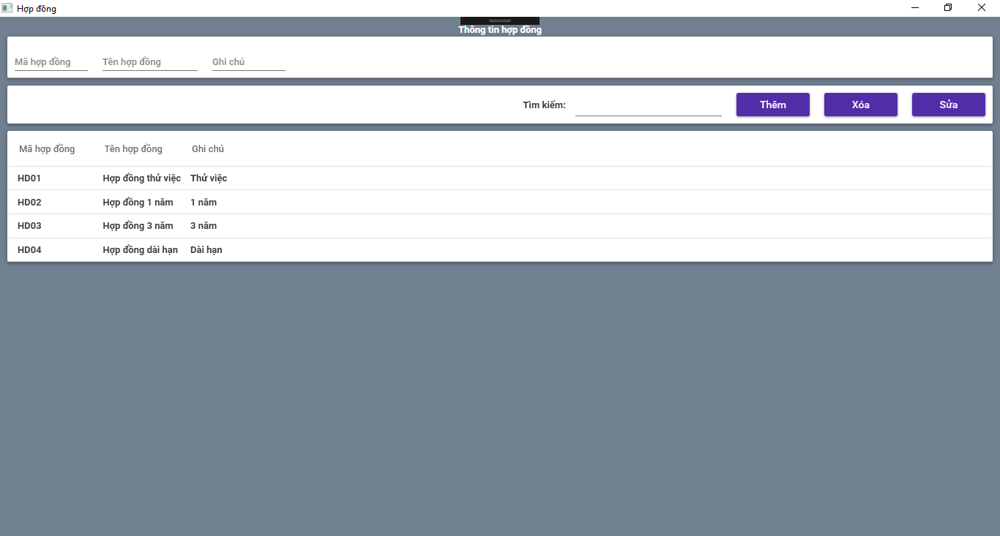 Hợp đồng
Thông tin hợp đồng
Mã hợp đồng Tên hợp đồng Ghi chú
Tìm kiếm: Thêm Xóa Sửa
Mã hợp đồng Tên hợp đồng Ghi chú
HD01 Hợp đồng thử việc Thử việc
HD02 Hợp đồng 1 năm 1 năm
HD03 Hợp đồng 3 năm 3 năm
HD04 Hợp đồng dài hạn Dài hạn